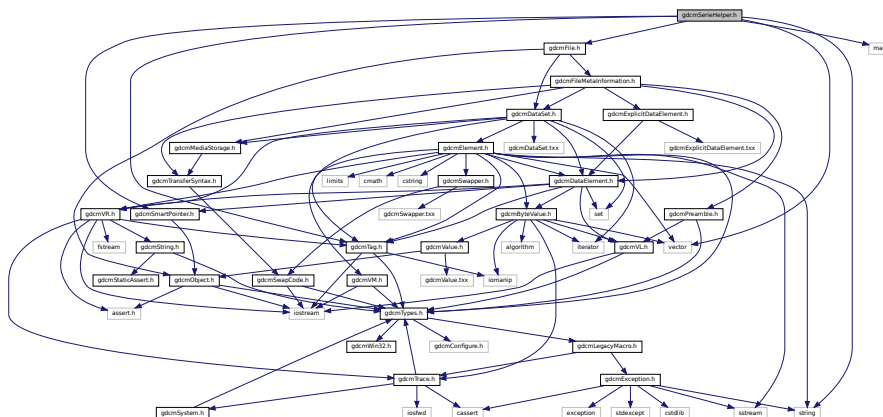 gdcmSerieHelper.h
gdcmFile.h
ma
gdcmFileMetaInformation.h
gdcmDataSet.h
gdcmExplicitDataElement.h
gdcmMediaStorage.h
gdcmElement.h
gdcmDataSet.txx
gdcmExplicitDataElement.txx
gdcmTransferSyntax.h
limits
cmath
cstring
gdcmSwapper.h
gdcmDataElement.h
gdcmVR.h
gdcmSmartPointer.h
gdcmSwapper.txx
gdcmByteValue.h
set
gdcmPreamble.h
fstream
gdcmString.h
gdcmTag.h
gdcmValue.h
algorithm
iterator
gdcmVL.h
vector
gdcmStaticAssert.h
gdcmObject.h
gdcmSwapCode.h
gdcmVM.h
gdcmValue.txx
iomanip
assert.h
iostream
gdcmTypes.h
gdcmWin32.h
gdcmConfigure.h
gdcmLegacyMacro.h
gdcmTrace.h
gdcmException.h
gdcmSystem.h
iosfwd
cassert
exception
stdexcept
cstdlib
sstream
string